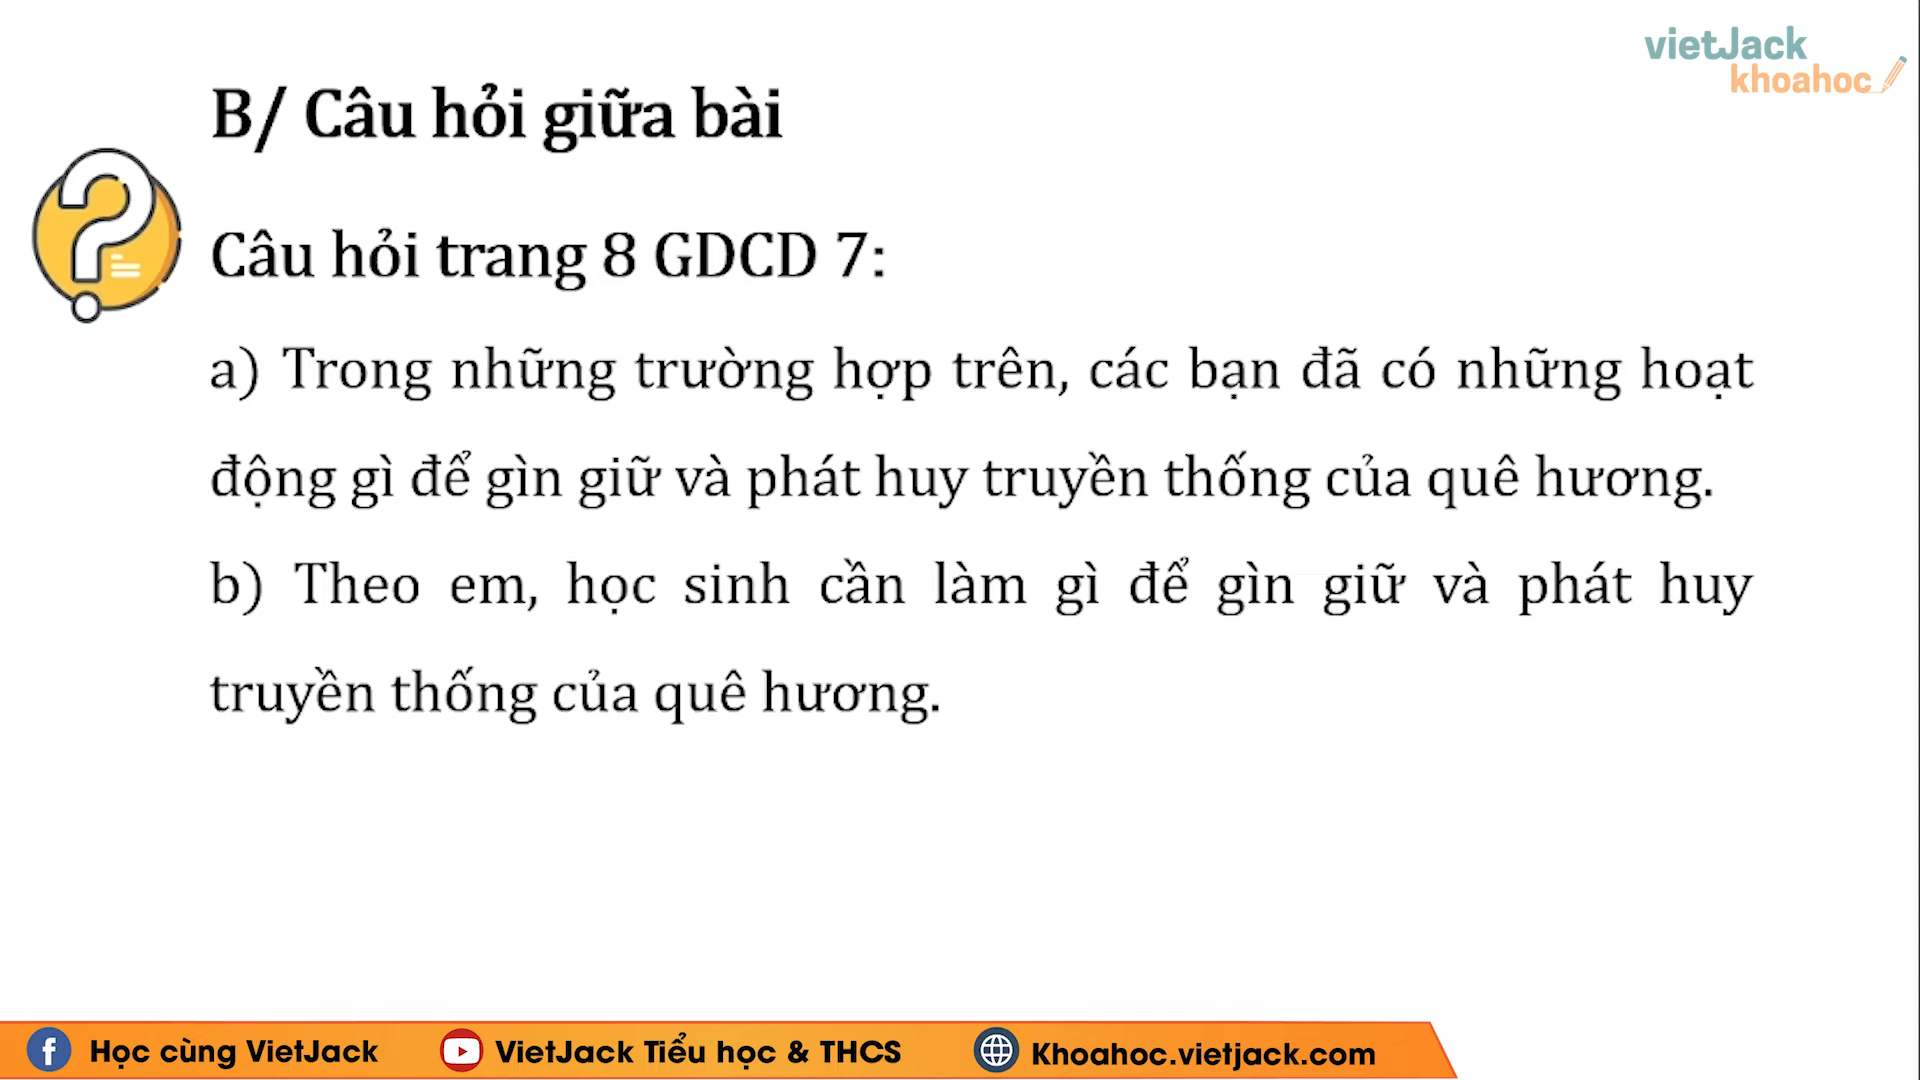 vietJack
khoahoc
B/ Câu hỏi giữa bài
Câu hỏi trang 8 GDCD 7:
a) Trong những trường hợp trên, các bạn đã có những hoạt
động gì để gìn giữ và phát huy truyền thống của quê hương.
b) Theo em, học sinh cần làm gì để gìn giữ và phát huy
truyền thống của quê hương.
Học cùng VietJack
VietJack Tiểu học & THCS
Khoahoc.vietjack.com